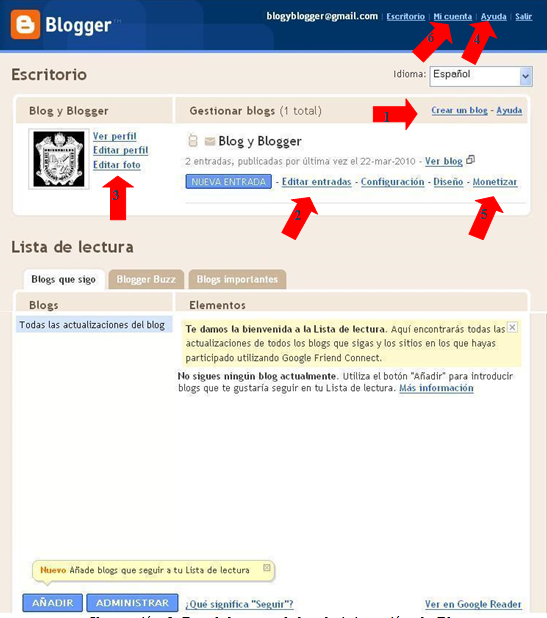 Blogger™
blogyblogger@gmail.com | Escritorio | Mi cuenta | Ayuda | Salir
6
4
Escritorio
Idioma: Español
Blog y Blogger
Gestionar blogs (1 total)
1
Crear un blog - Ayuda
Ver perfil
Editar perfil
Editar foto
Blog y Blogger
2 entradas, publicadas por última vez el 22-mar-2010 - Ver blog
NUEVA ENTRADA - Editar entradas - Configuración - Diseño - Monetizar
3
2
5
Lista de lectura
Blogs que sigo
Blogger Buzz
Blogs importantes
Blogs
Elementos
Todas las actualizaciones del blog
Te damos la bienvenida a la Lista de lectura. Aquí encontrarás todas las
actualizaciones de todos los blogs que sigas y los sitios en los que hayas
participado utilizando Google Friend Connect.
No sigues ningún blog actualmente. Utiliza el botón "Añadir" para introducir
blogs que te gustaría seguir en tu Lista de lectura. Más información
Nuevo Añade blogs que seguir a tu Lista de lectura
AÑADIR
ADMINISTRAR
¿Qué significa "Seguir"?
Ver en Google Reader